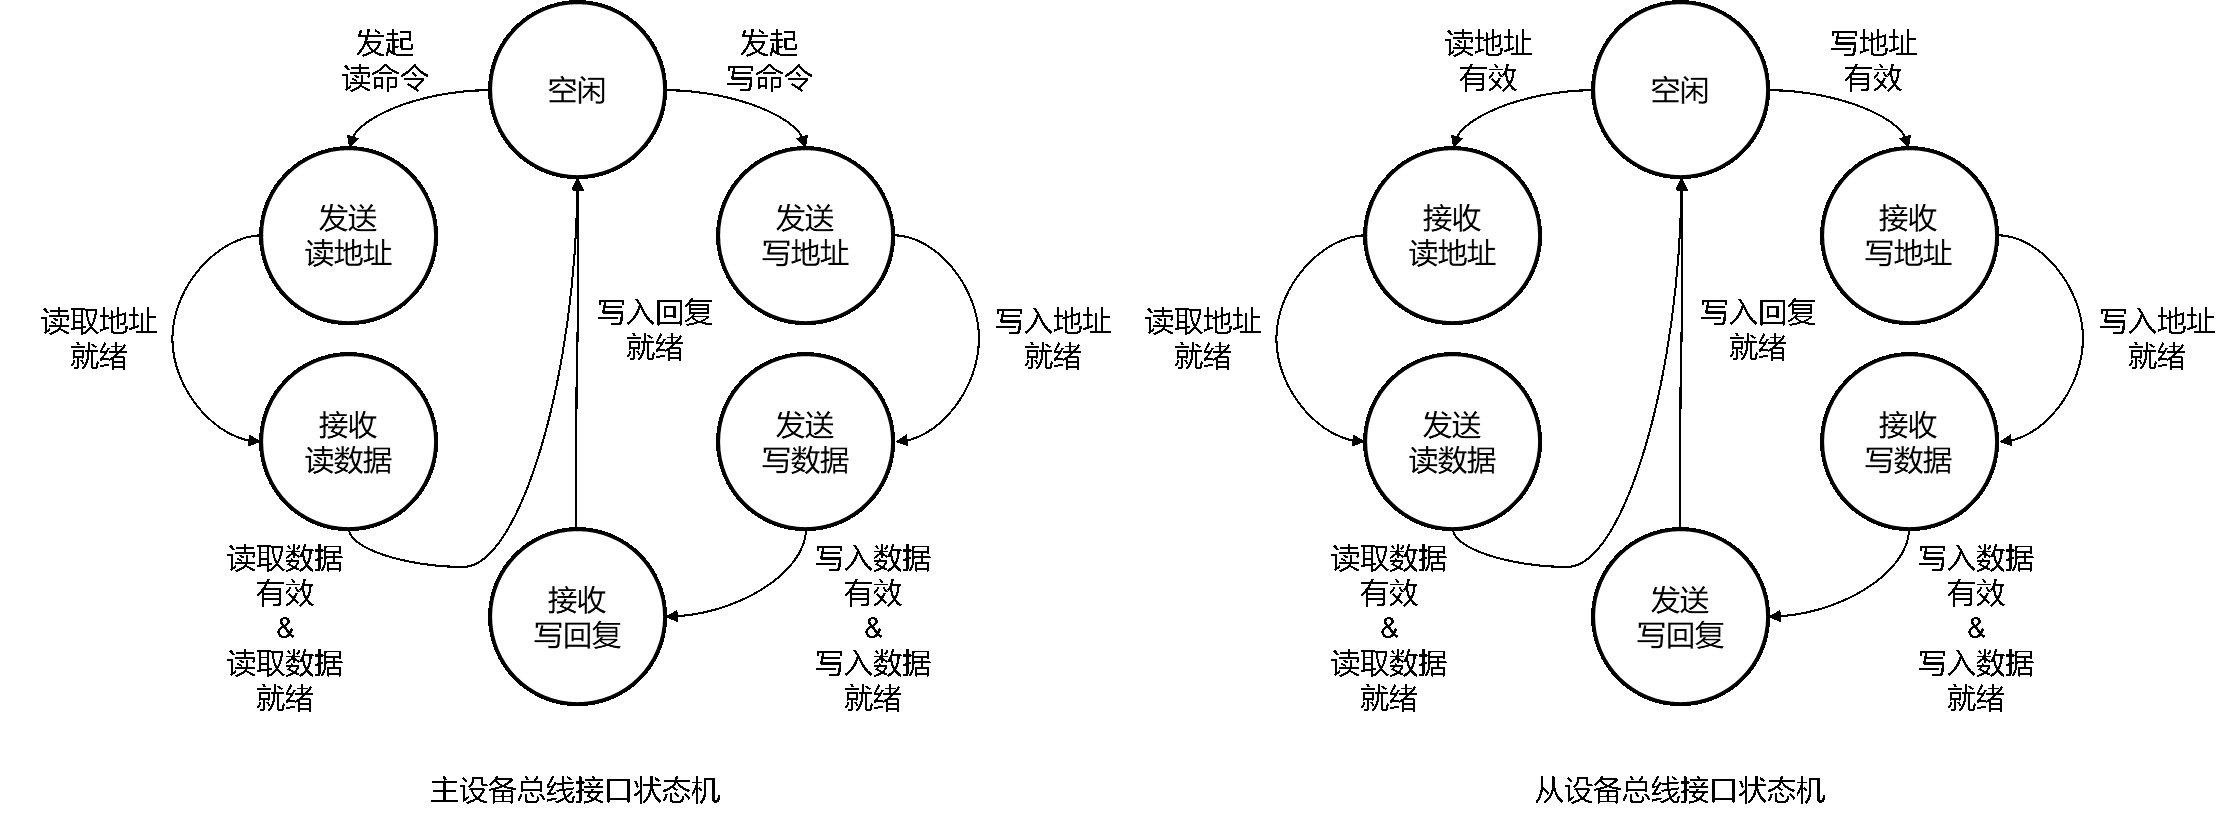 发起
读命令
空闲
发起
写命令
发送
读地址
发送
写地址
读取地址
就绪
写入回复
就绪
写入地址
就绪
接收
读数据
发送
写数据
读取数据
有效
&
读取数据
就绪
接收
写回复
写入数据
有效
&
写入数据
就绪
主设备总线接口状态机
读地址
有效
空闲
写地址
有效
接收
读地址
接收
写地址
读取地址
就绪
写入回复
就绪
写入地址
就绪
发送
读数据
接收
写数据
读取数据
有效
&
读取数据
就绪
发送
写回复
写入数据
有效
&
写入数据
就绪
从设备总线接口状态机